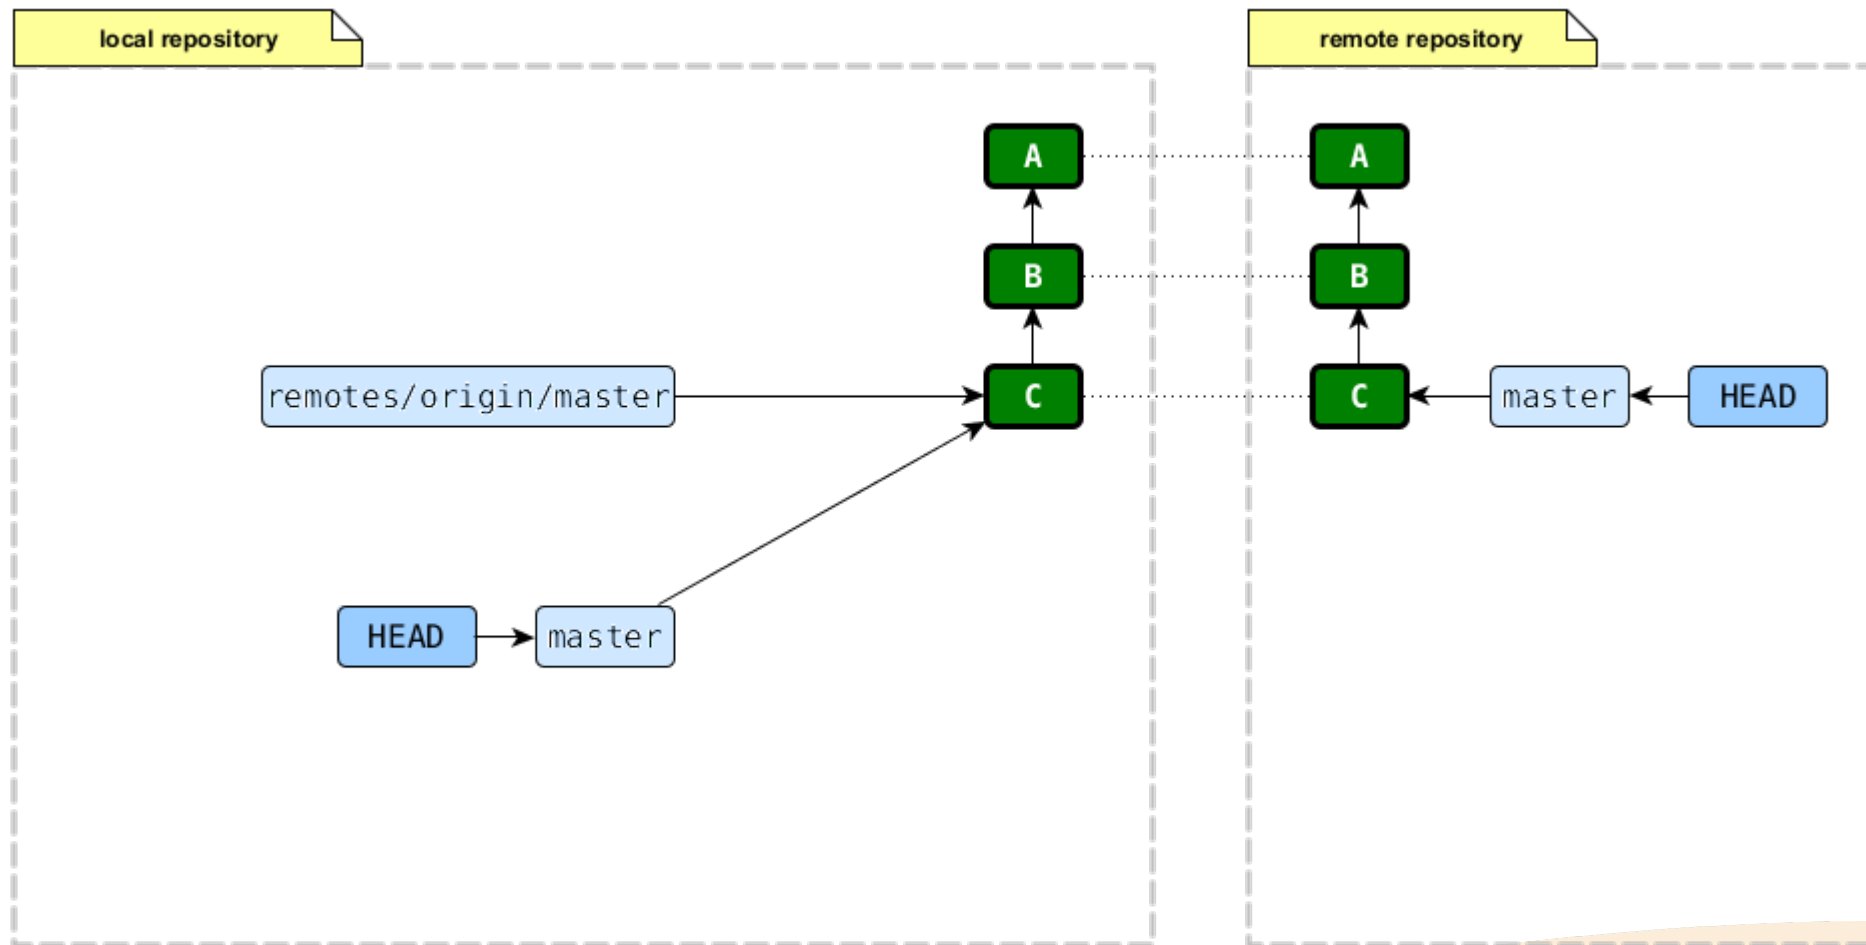 local repository
remote repository
A
A
B
B
remotes/origin/master
C
C
master
HEAD
HEAD
master